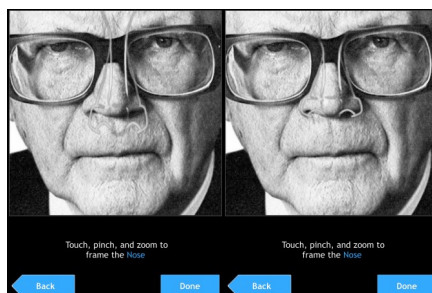 Touch, pinch, and zoom to
frame the Nose
Back
Done
Touch, pinch, and zoom to
frame the Nose
Back
Done